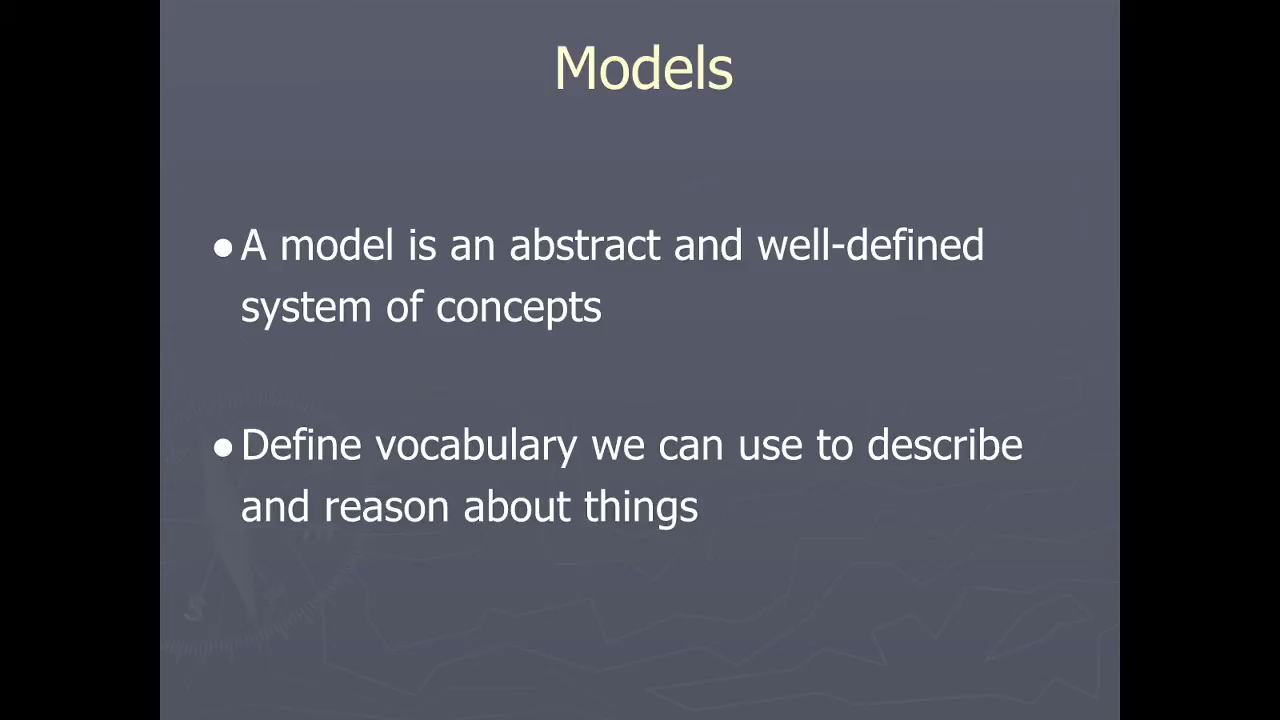 Models
● A model is an abstract and well-defined
system of concepts
● Define vocabulary we can use to describe
and reason about things
S